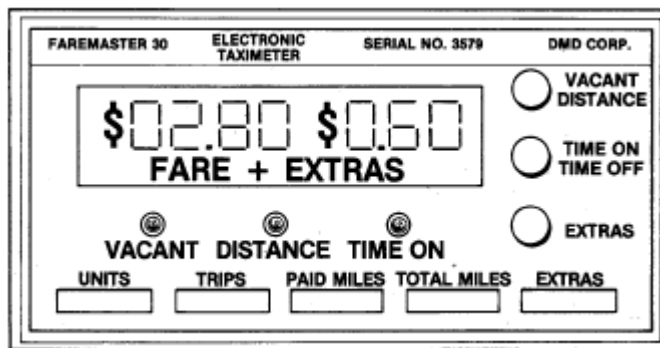 FAREMASTER 30 ELECTRONIC TAXIMETER SERIAL NO. 3579 DMD CORP.
VACANT DISTANCE
$02.80 $0.60
TIME ON TIME OFF
FARE + EXTRAS
EXTRAS
VACANT DISTANCE TIME ON
UNITS TRIPS PAID MILES TOTAL MILES EXTRAS